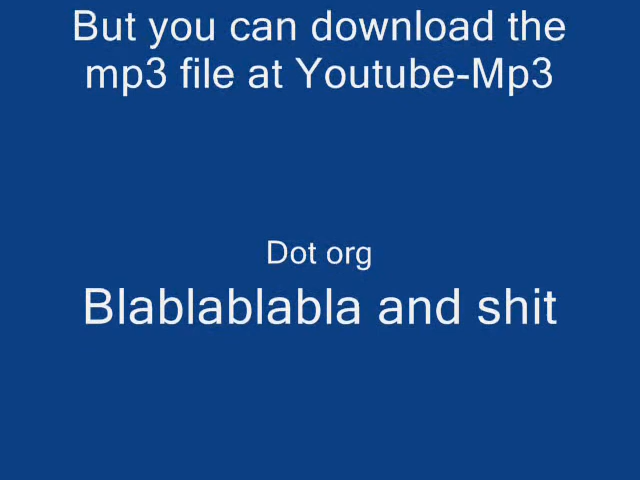 But you can download the
mp3 file at Youtube-Mp3
Dot org
Blablablabla and shit